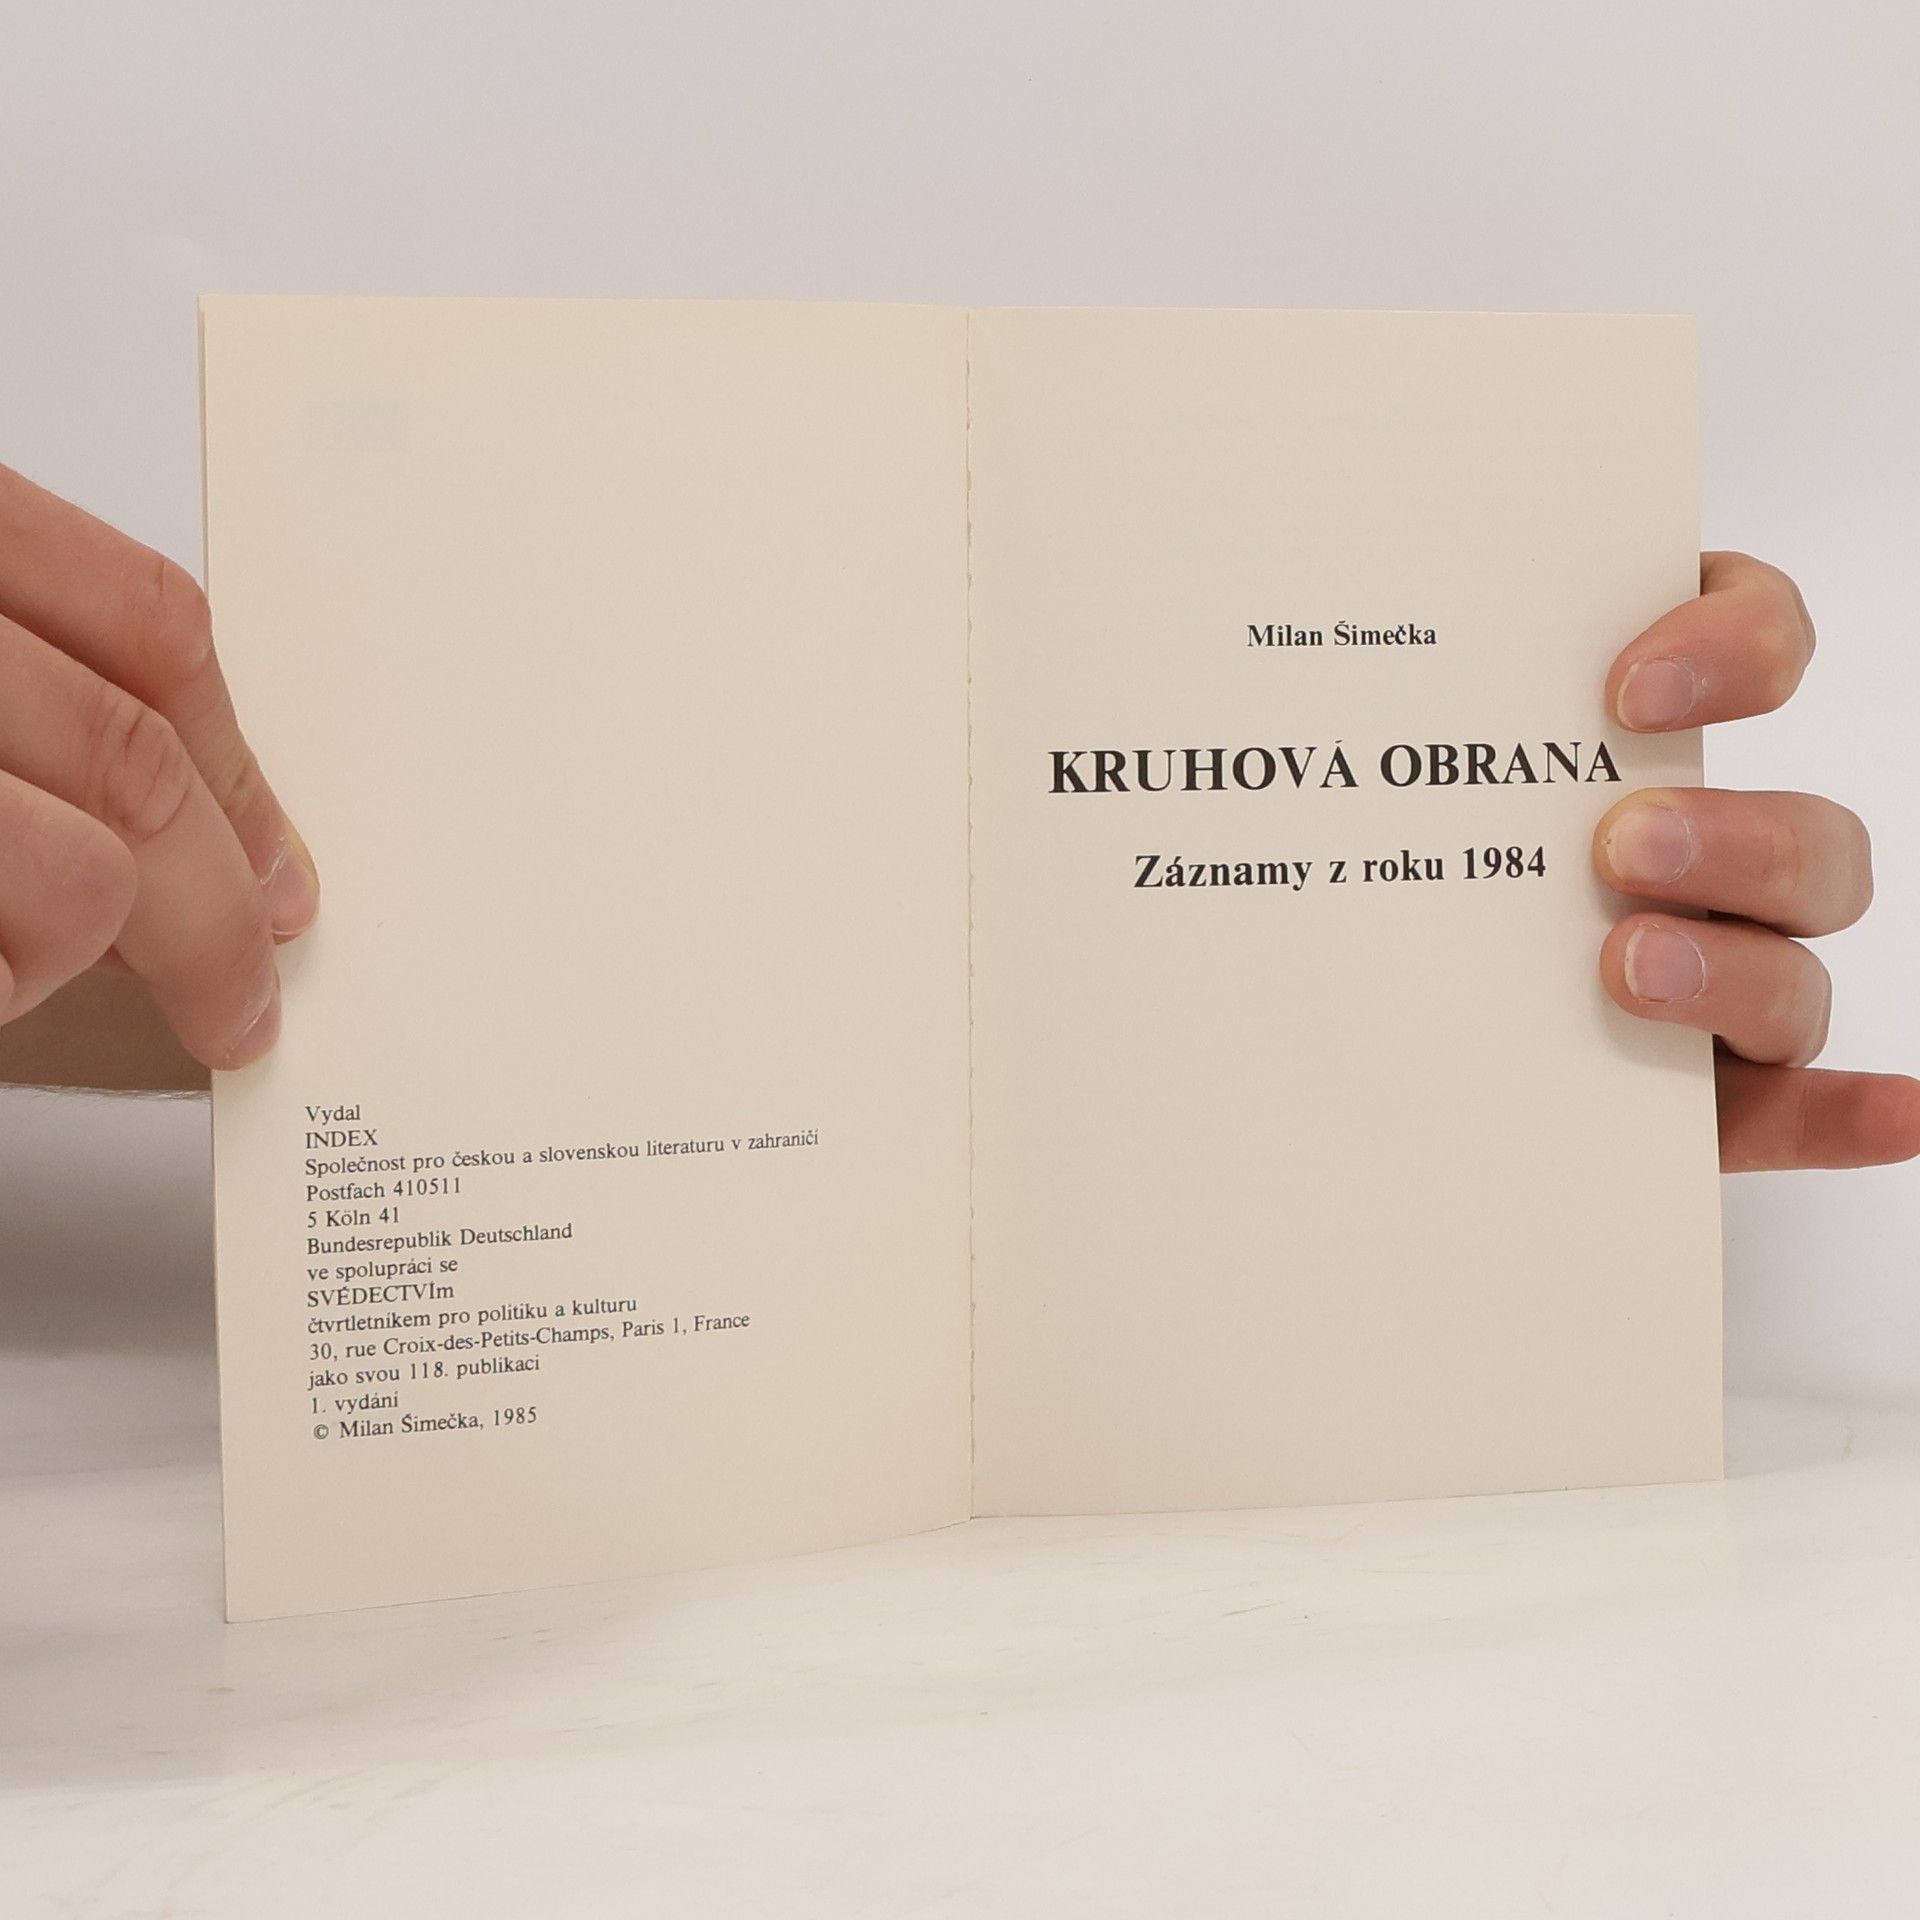 Vydal
INDEX
Společnost pro českou a slovenskou literaturu v zahraničí
Postfach 410511
5 Köln 41
Bundesrepublik Deutschland
ve spolupráci se
SVĚDECTVÍm
čtvrtletníkem pro politiku a kulturu
30, rue Croix-des-Petits-Champs, Paris 1, France
jako svou 118. publikaci
1. vydání
© Milan Šimečka, 1985
Milan Šimečka
KRUHOVÁ OBRANA
Záznamy z roku 1984